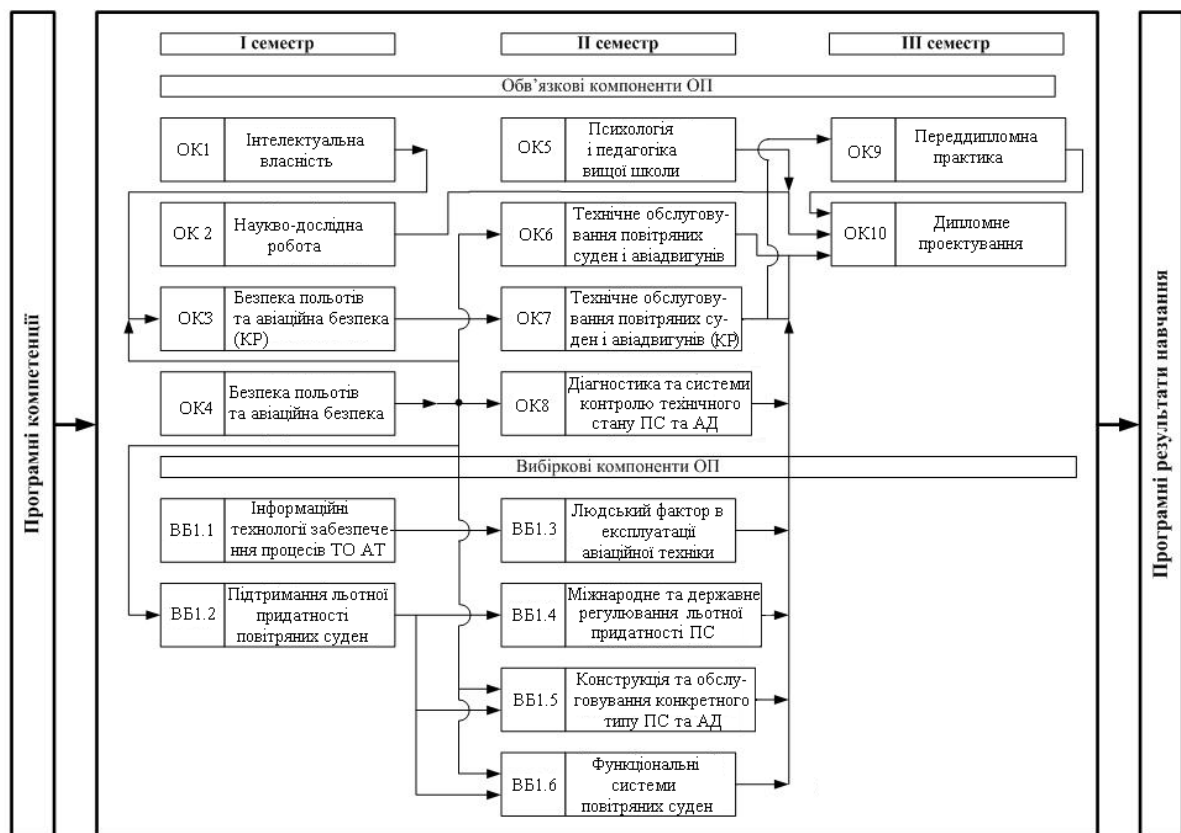 Програмні компетенції
І семестр
ІІ семестр
ІІІ семестр
Обв’язкові компоненти ОП
ОК1
Інтелектуальна
власність
ОК5
Психологія
і педагогіка
вищої школи
ОК9
Переддипломна
практика
ОК 2
Науково-дослідна
робота
ОК6
Технічне обслугову-
вування повітряних
суден і авіадвигунів
ОК10
Дипломне
проектування
ОК3
Безпека польотів
та авіаційна безпека
(КР)
ОК7
Технічне обслугову-
вування повітряних су-
ден і авіадвигунів (КР)
ОК4
Безпека польотів
та авіаційна безпека
ОК8
Діагностика та системи
контролю технічного
стану ПС та АД
Вибіркові компоненти ОП
ВБ1.1
Інформаційні
технології забезпече-
ння процесів ТО АТ
ВБ1.3
Людський фактор в
експлуатації
авіаційної техніки
ВБ1.2
Підтримання льотної
придатності
повітряних суден
ВБ1.4
Міжнародне та державне
регулювання льотної
придатності ПС
ВБ1.5
Конструкція та обслу-
говування конкретного
типу ПС та АД
ВБ1.6
Функціональні
системи
повітряних суден
Програмні результати навчання